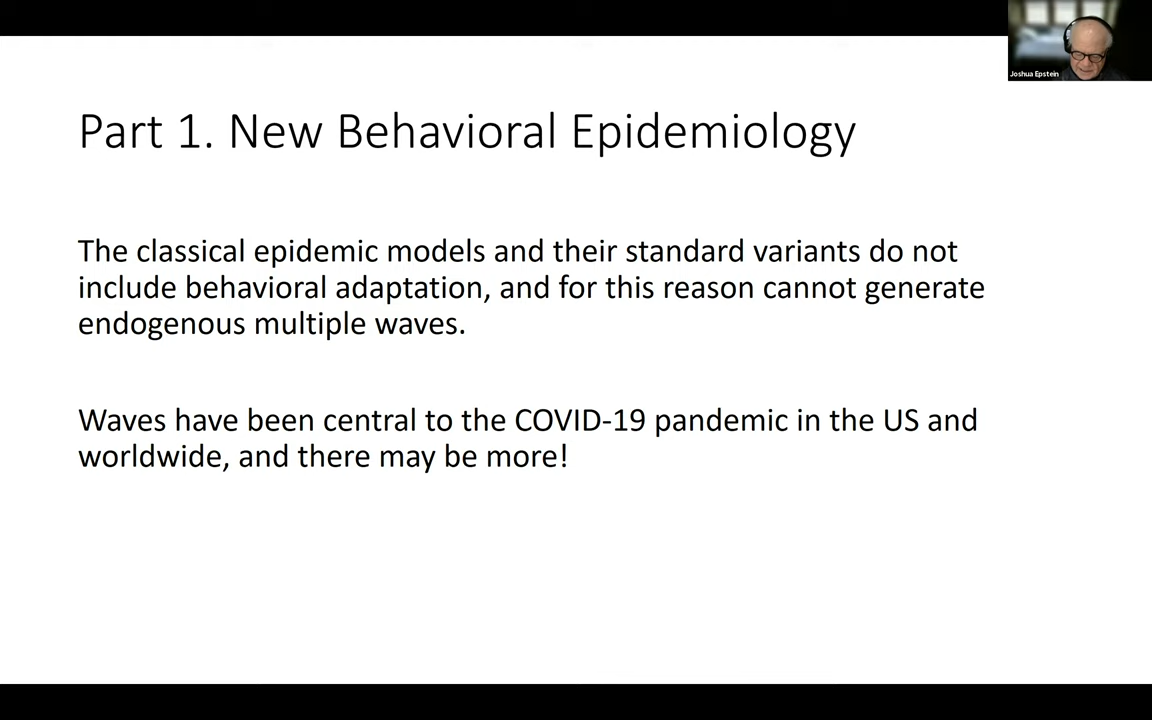 Joshua Epstein
Part 1. New Behavioral Epidemiology
The classical epidemic models and their standard variants do not
include behavioral adaptation, and for this reason cannot generate
endogenous multiple waves.
Waves have been central to the COVID-19 pandemic in the US and
worldwide, and there may be more!